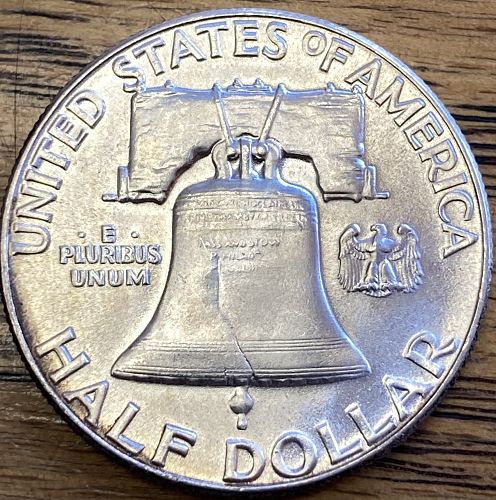 UNITED STATES OF AMERICA
· E ·
PLURIBUS
UNUM
HALF DOLLAR